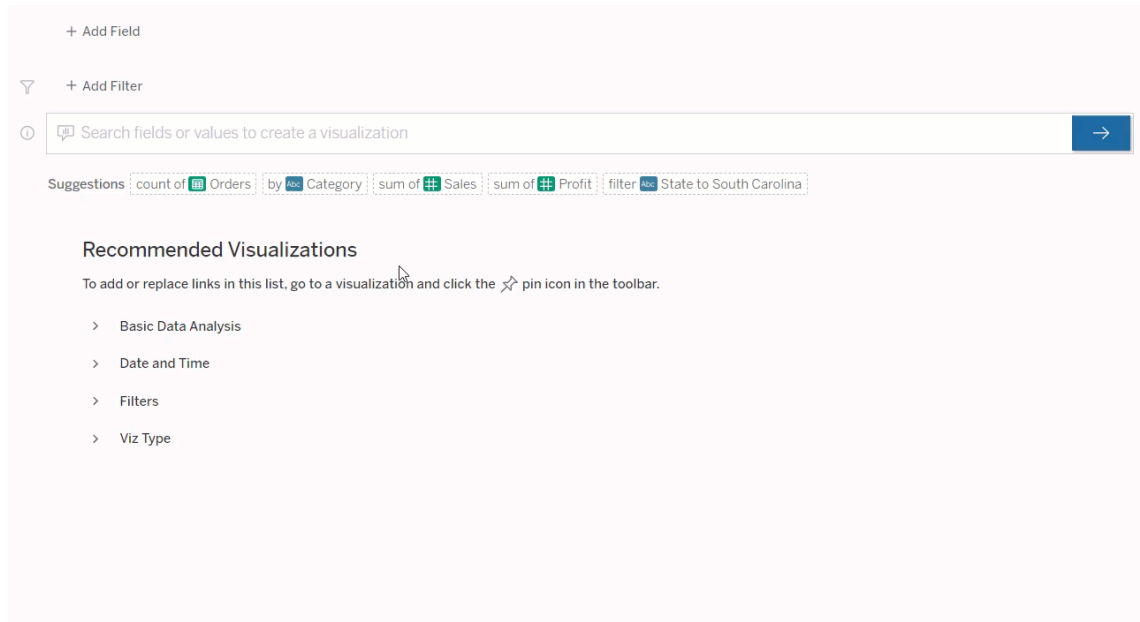 + Add Field
+ Add Filter
Search fields or values to create a visualization
Suggestions count of Orders by Abc Category sum of # Sales sum of # Profit filter Abc State to South Carolina
Recommended Visualizations
To add or replace links in this list, go to a visualization and click the pin icon in the toolbar.
> Basic Data Analysis
> Date and Time
> Filters
> Viz Type